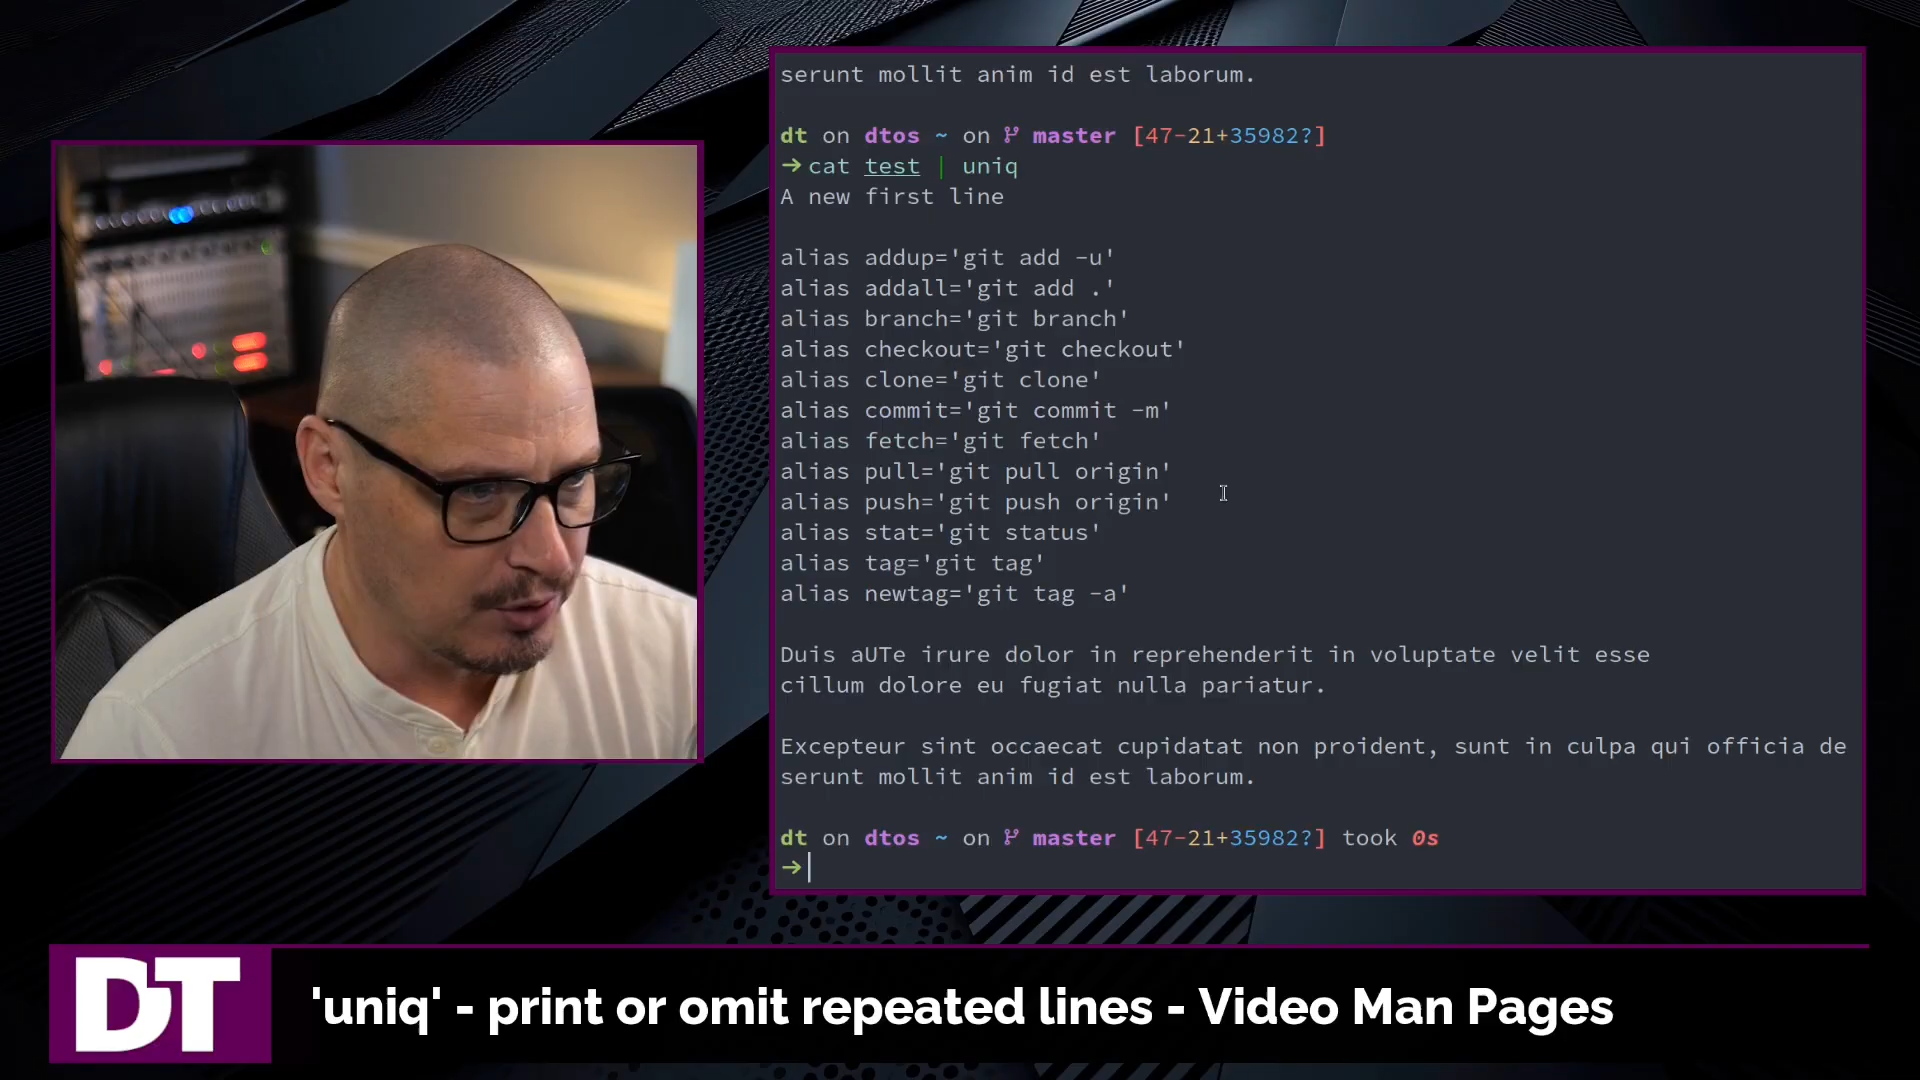 serunt mollit anim id est laborum.
dt on dtos ~ on master [47-21+35982?]
→ cat test | uniq
A new first line
alias addup='git add -u'
alias addall='git add .'
alias branch='git branch'
alias checkout='git checkout'
alias clone='git clone'
alias commit='git commit -m'
alias fetch='git fetch'
alias pull='git pull origin'
alias push='git push origin'
alias stat='git status'
alias tag='git tag'
alias newtag='git tag -a'
Duis aUTe irure dolor in reprehenderit in voluptate velit esse
cillum dolore eu fugiat nulla pariatur.
Excepteur sint occaecat cupidatat non proident, sunt in culpa qui officia de
serunt mollit anim id est laborum.
dt on dtos ~ on master [47-21+35982?] took 0s
→
DT
'uniq' - print or omit repeated lines - Video Man Pages